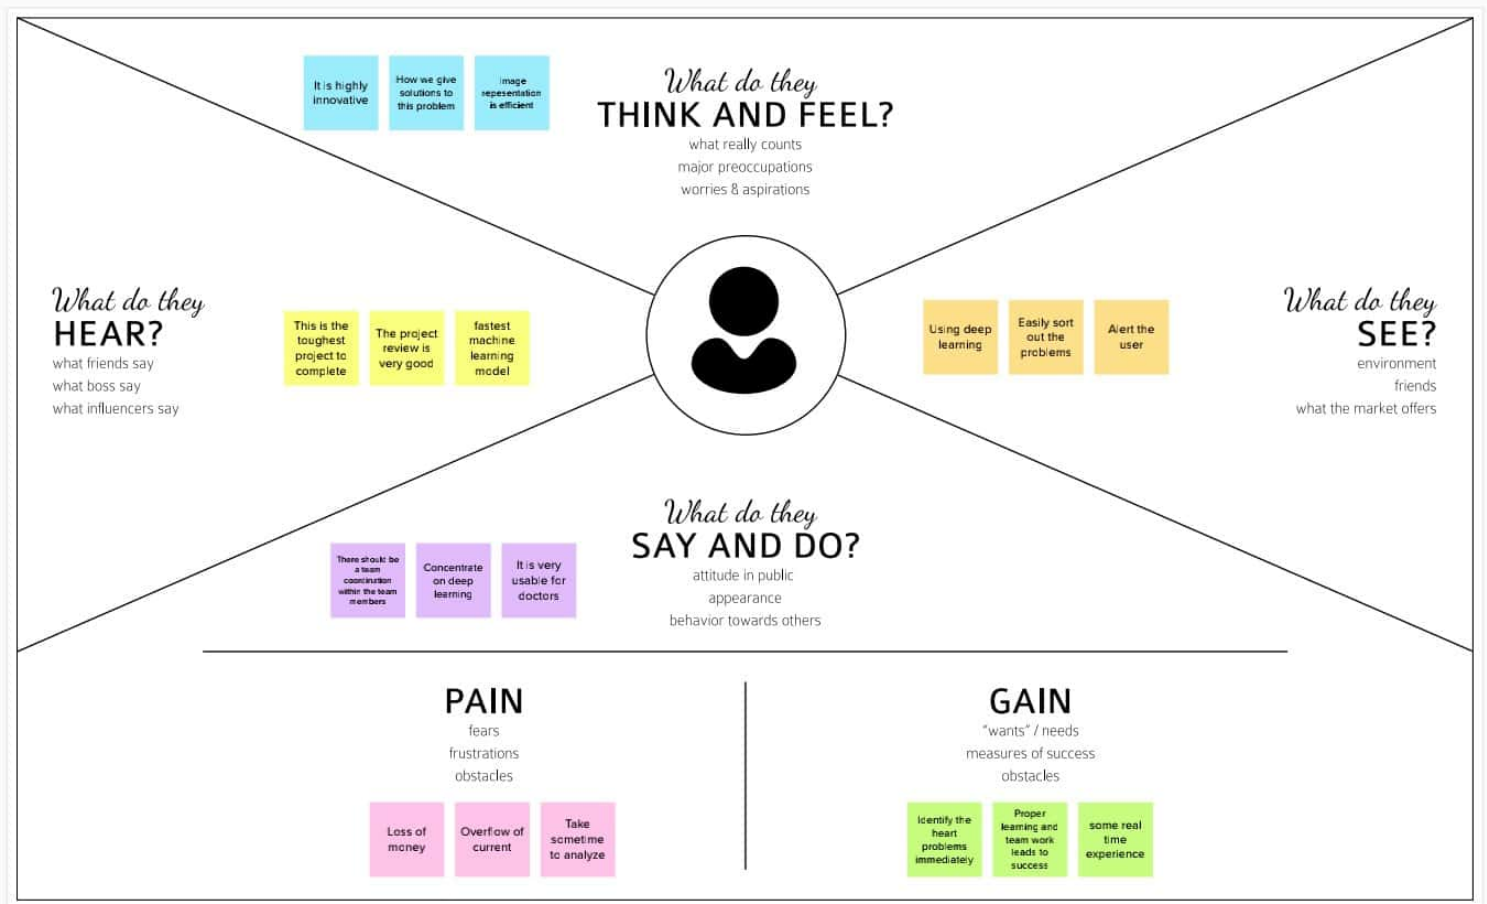 It is highly
innovative
How we give
solutions to
this problem
image
repesentation
is efficient
What do they
THINK AND FEEL?
what really counts
major preoccupations
worries & aspirations
What do they
HEAR?
what friends say
what boss say
what influencers say
This is the
toughest
project to
complete
The project
review is
very good
fastest
machine
learning
model
Using deep
learning
Easily sort
out the
problems
Alert the
user
What do they
SEE?
environment
friends
what the market offers
What do they
SAY AND DO?
attitude in public
appearance
behavior towards others
There should be
a team
coordination
within the team
members
Concentrate
on deep
learning
It is very
usable for
doctors
PAIN
fears
frustrations
obstacles
Loss of
money
Overflow of
current
Take
sometime
to analyze
GAIN
"wants" / needs
measures of success
obstacles
Identify the
heart
problems
immediately
Proper
learning and
team work
leads to
success
some real
time
experience